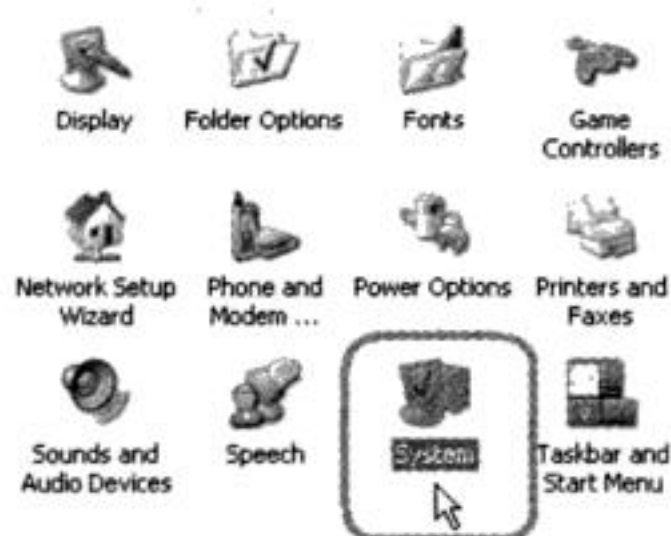 Display Folder Options Fonts Game
Controllers
Network Setup Phone and Power Options Printers and
Wizard Modem ... Faxes
Sounds and Speech System Taskbar and
Audio Devices Start Menu